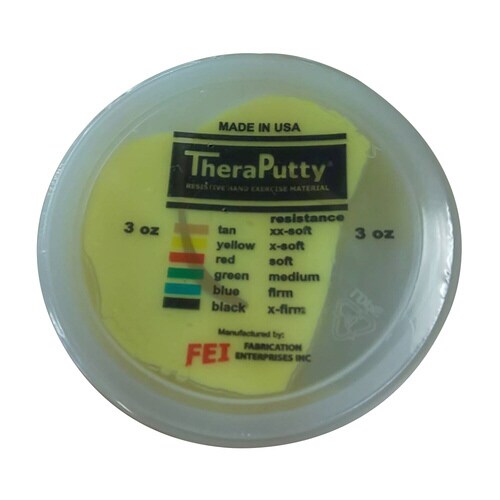 MADE IN USA
TheraPutty®
RESISTIVE HAND EXERCISE MATERIAL
resistance
3 oz
3 oz
tan xx-soft
yellow x-soft
red soft
green medium
blue firm
black x-firm
Manufactured by:
FEI FABRICATION
ENTERPRISES INC